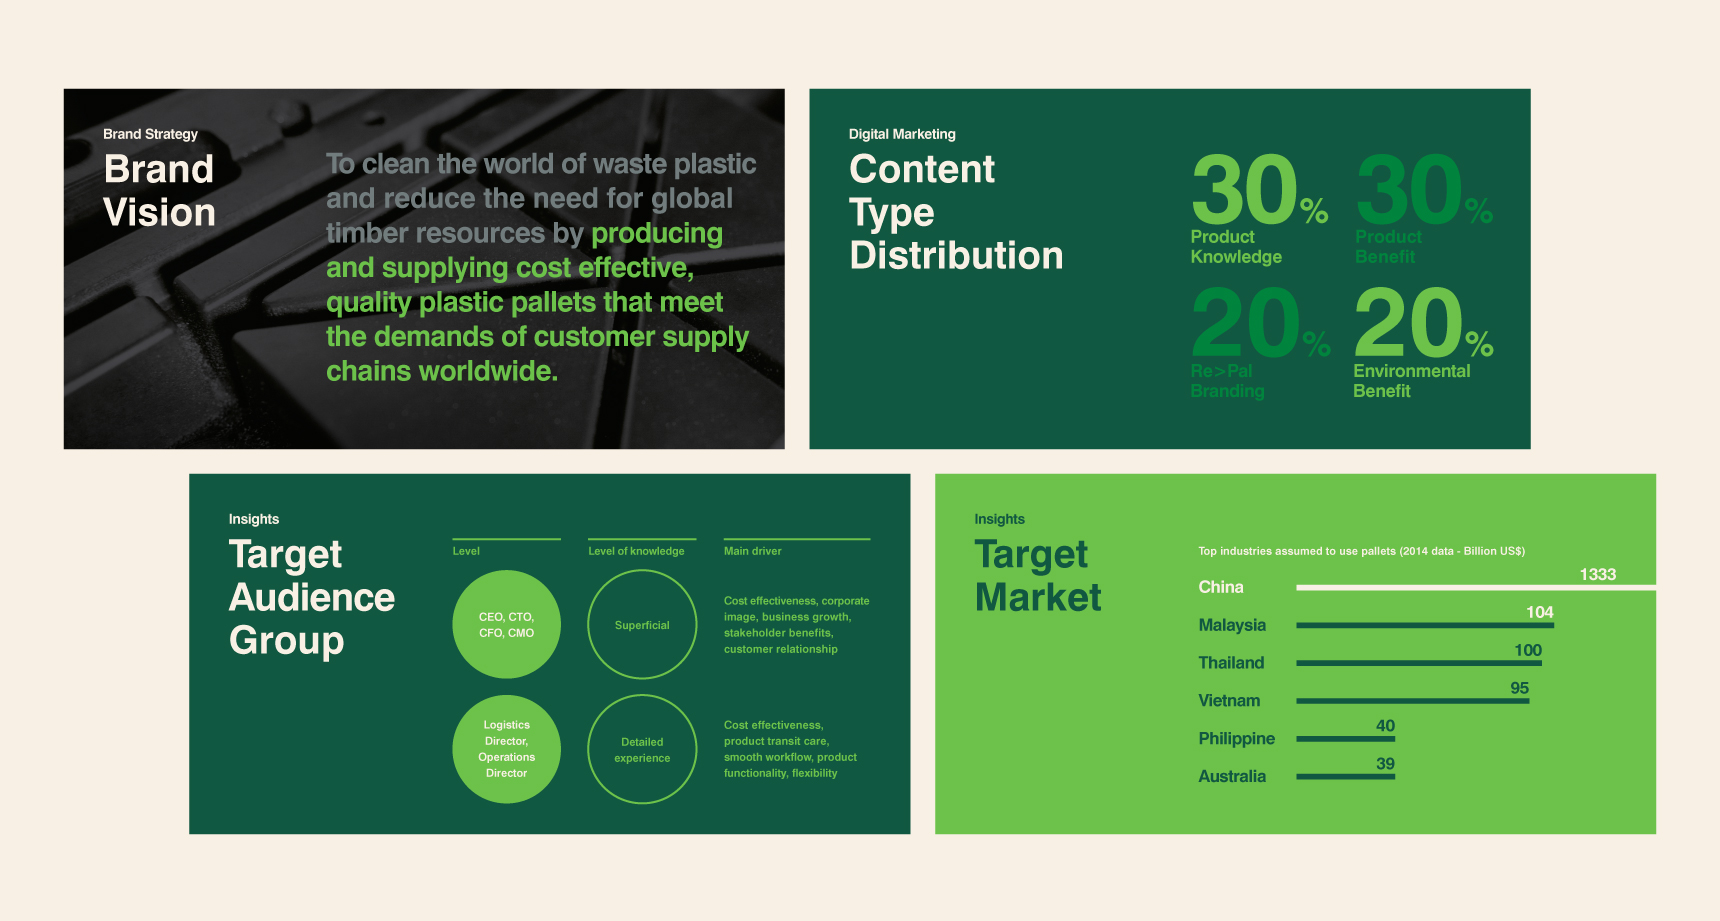 Brand Strategy
Brand
Vision
To clean the world of waste plastic
and reduce the need for global
timber resources by producing
and supplying cost effective,
quality plastic pallets that meet
the demands of customer supply
chains worldwide.
Digital Marketing
Content
Type
Distribution
30%
Product
Knowledge
30%
Product
Benefit
20%
Re>Pal
Branding
20%
Environmental
Benefit
Insights
Target
Audience
Group
Level
Level of knowledge
Main driver
CEO, CTO,
CFO, CMO
Superficial
Cost effectiveness, corporate
image, business growth,
stakeholder benefits,
customer relationship
Logistics
Director,
Operations
Director
Detailed
experience
Cost effectiveness,
product transit care,
smooth workflow, product
functionality, flexibility
Insights
Target
Market
Top industries assumed to use pallets (2014 data - Billion US$)
China 1333
Malaysia 104
Thailand 100
Vietnam 95
Philippine 40
Australia 39